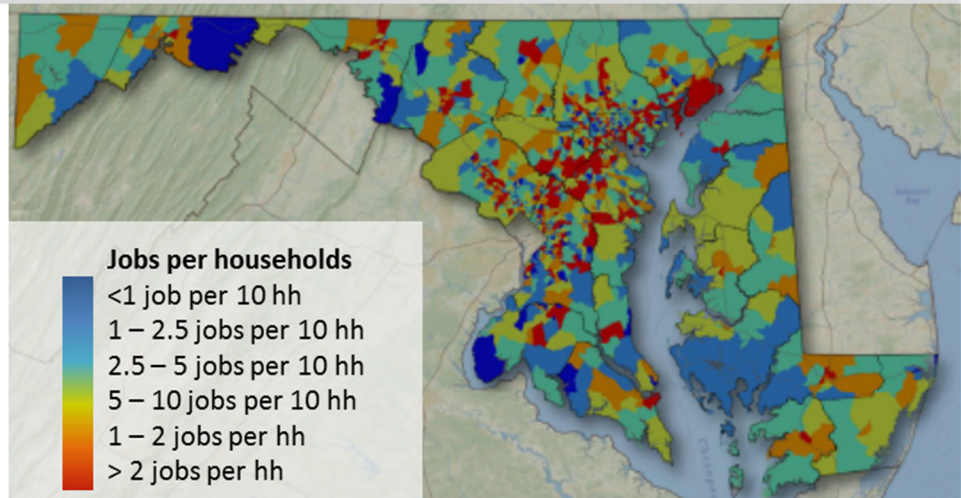 Jobs per households
<1 job per 10 hh
1 – 2.5 jobs per 10 hh
2.5 – 5 jobs per 10 hh
5 – 10 jobs per 10 hh
1 – 2 jobs per hh
> 2 jobs per hh